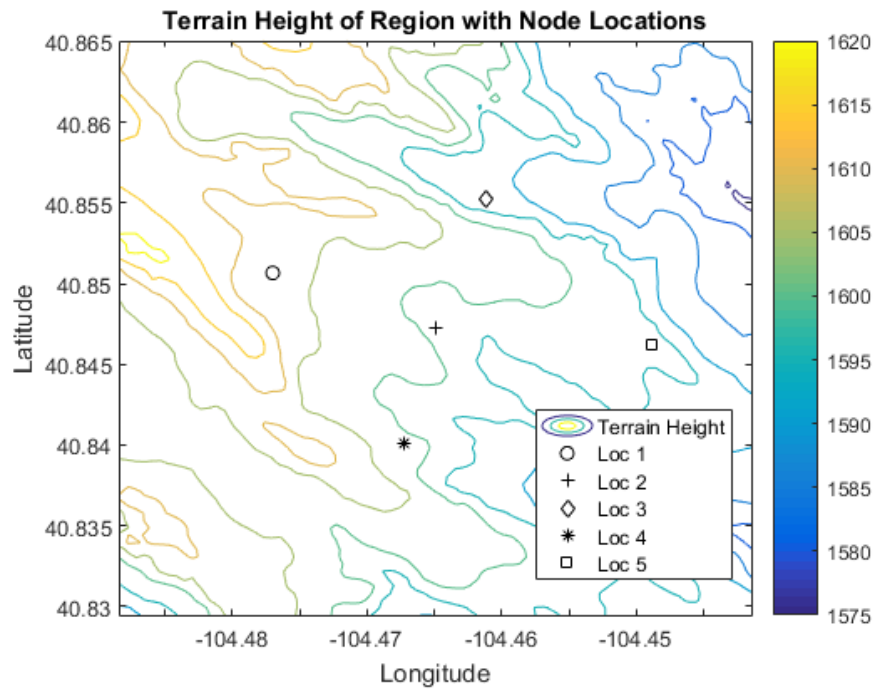 Terrain Height of Region with Node Locations
40.865
40.86
40.855
40.85
40.845
40.84
40.835
40.83
Latitude
-104.48
-104.47
-104.46
-104.45
Longitude
Terrain Height
Loc 1
Loc 2
Loc 3
Loc 4
Loc 5
1620
1615
1610
1605
1600
1595
1590
1585
1580
1575